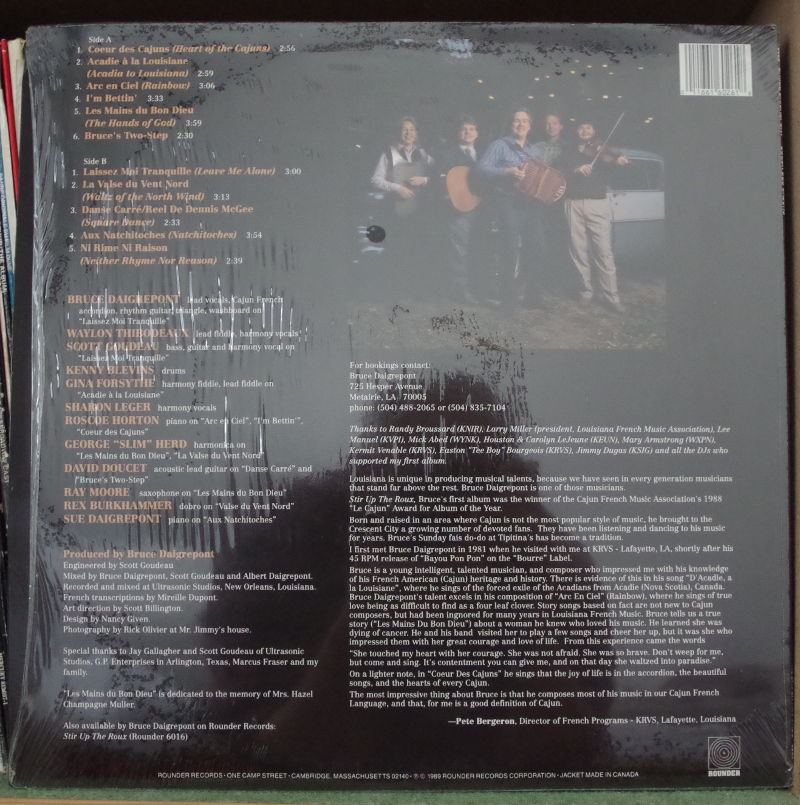 Side A
1. Coeur des Cajuns (Heart of the Cajuns) 2:56
2. Acadie à la Louisiane
(Acadia to Louisiana) 2:59
3. Arc en Ciel (Rainbow) 3:06
4. I'm Bettin' 3:33
5. Les Mains du Bon Dieu
(The Hands of God) 3:59
6. Bruce's Two-Step 2:30
Side B
1. Laissez Moi Tranquille (Leave Me Alone) 3:00
2. La Valse du Vent Nord
(Waltz of the North Wind) 3:13
3. Danse Carré/Reel De Dennis McGee
(Square Dance) 2:33
4. Aux Natchitoches (Natchitoches) 3:54
5. Ni Rime Ni Raison
(Neither Rhyme Nor Reason) 2:39
BRUCE DAIGREPONT lead vocals, Cajun French
accordion, rhythm guitar, triangle, washboard on
"Laissez Moi Tranquille"
WAYLON THIBODEAUX lead fiddle, harmony vocals
SCOTT GOUDEAU bass, guitar and harmony vocal on
"Laissez Moi Tranquille"
KENNY BLEVINS drums
GINA FORSYTHE harmony fiddle, lead fiddle on
"Acadie à la Louisiane"
SHARON LEGER harmony vocals
ROSCOE HORTON piano on "Arc en Ciel", "I'm Bettin'",
"Coeur des Cajuns"
GEORGE "SLIM" HERD harmonica on
"Les Mains du Bon Dieu", "La Valse du Vent Nord"
DAVID DOUCET acoustic lead guitar on "Danse Carré" and
"Bruce's Two-Step"
RAY MOORE saxophone on "Les Mains du Bon Dieu"
REX BURKHAMMER dobro on "Valse du Vent Nord"
SUE DAIGREPONT piano on "Aux Natchitoches"
Produced by Bruce Daigrepont
Engineered by Scott Goudeau
Mixed by Bruce Daigrepont, Scott Goudeau and Albert Daigrepont.
Recorded and mixed at Ultrasonic Studios, New Orleans, Louisiana.
French transcriptions by Mireille Dupont.
Art direction by Scott Billington.
Design by Nancy Given.
Photography by Rick Olivier at Mr. Jimmy's house.
Special thanks to Jay Gallagher and Scott Goudeau of Ultrasonic
Studios, G.P. Enterprises in Arlington, Texas, Marcus Fraser and my
family.
"Les Mains du Bon Dieu" is dedicated to the memory of Mrs. Hazel
Champagne Muller.
Also available by Bruce Daigrepont on Rounder Records:
Stir Up The Roux (Rounder 6016)
For bookings contact:
Bruce Daigrepont
725 Hesper Avenue
Metairie, LA 70005
phone: (504) 488-2065 or (504) 835-7104
Thanks to Randy Broussard (KNIR), Larry Miller (president, Louisiana French Music Association), Lee
Manuel (KVPI), Mick Abed (WYNK), Houston & Carolyn LeJeune (KEUN), Mary Armstrong (WXPN),
Kermit Venable (KRVS), Easton "Tee Boy" Bourgeois (KRVS), Jimmy Dugas (KSIG) and all the DJs who
supported my first album.
Louisiana is unique in producing musical talents, because we have seen in every generation musicians
that stand far above the rest. Bruce Daigrepont is one of those musicians.
Stir Up The Roux, Bruce's first album was the winner of the Cajun French Music Association's 1988
"Le Cajun" Award for Album of the Year.
Born and raised in an area where Cajun is not the most popular style of music, he brought to the
Crescent City a growing number of devoted fans. They have been listening and dancing to his music
for years. Bruce's Sunday fais do-do at Tipitina's has become a tradition.
I first met Bruce Daigrepont in 1981 when he visited with me at KRVS - Lafayette, LA, shortly after his
45 RPM release of "Bayou Pon Pon" on the "Bourre" Label.
Bruce is a young intelligent, talented musician, and composer who impressed me with his knowledge
of his French American (Cajun) heritage and history. There is evidence of this in his song "D'Acadie, a
la Louisiane", where he sings of the forced exile of the Acadians from Acadie (Nova Scotia), Canada.
Bruce Daigrepont's talent excels in his composition of "Arc En Ciel" (Rainbow), where he sings of true
love being as difficult to find as a four leaf clover. Story songs based on fact are not new to Cajun
composers, but had been ingnored for many years in Louisiana French Music. Bruce tells us a true
story ("Les Mains Du Bon Dieu") about a woman he knew who loved his music. He learned she was
dying of cancer. He and his band visited her to play a few songs and cheer her up, but it was she who
impressed them with her great courage and love of life. From this experience came the words
"She touched my heart with her courage. She was not afraid. She was so brave. Don't weep for me,
but come and sing. It's contentment you can give me, and on that day she waltzed into paradise."
On a lighter note, in "Coeur Des Cajuns" he sings that the joy of life is in the accordion, the beautiful
songs, and the hearts of every Cajun.
The most impressive thing about Bruce is that he composes most of his music in our Cajun French
Language, and that, for me, is a good definition of Cajun.
—Pete Bergeron, Director of French Programs - KRVS, Lafayette, Louisiana
ROUNDER
ROUNDER RECORDS • ONE CAMP STREET • CAMBRIDGE, MASSACHUSETTS 02140 • ℗ © 1989 ROUNDER RECORDS CORPORATION • JACKET MADE IN CANADA